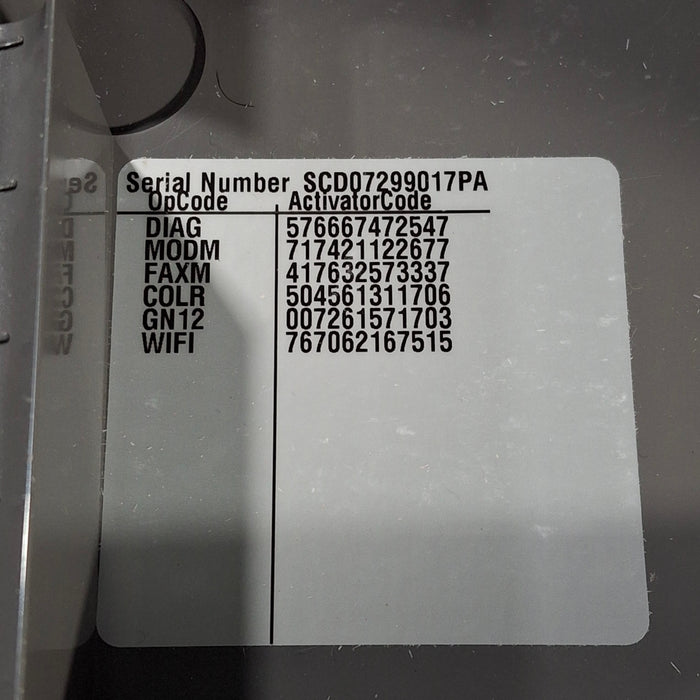 Serial Number SCD07299017PA
OpCode ActivatorCode
DIAG 576667472547
MODM 717421122677
FAXM 417632573337
COLR 504561311706
GN12 007261571703
WIFI 767062167515